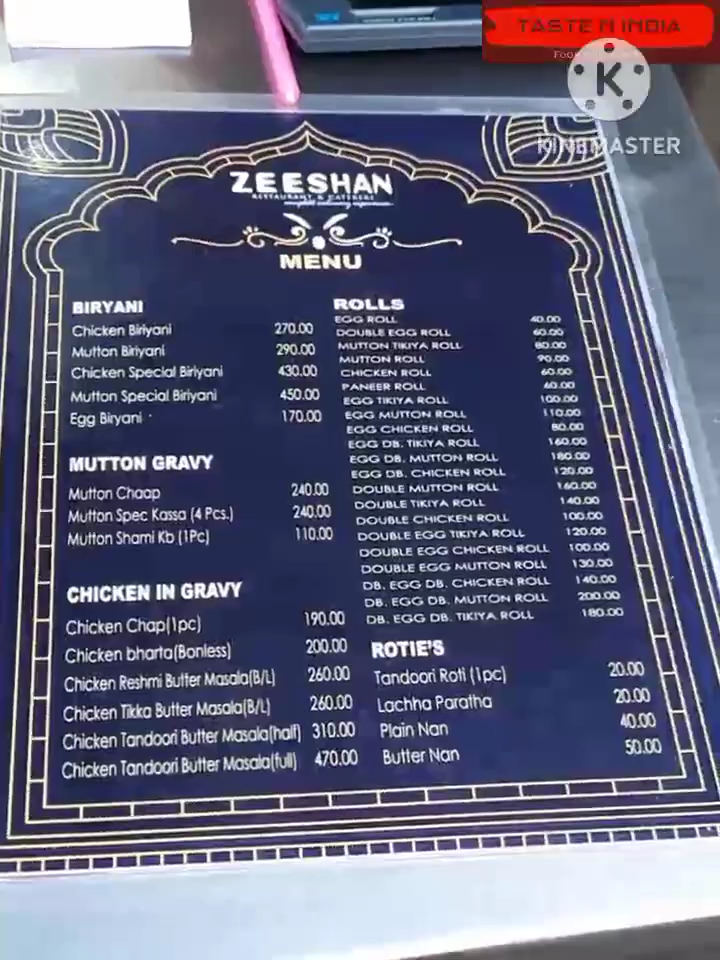 TASTE N INDIA
K
KINEMASTER
ZEESHAN
RESTAURANT & CATERERS
MENU
BIRYANI
Chicken Biriyani 270.00
Mutton Biriyani 290.00
Chicken Special Biriyani 430.00
Mutton Special Biriyani 450.00
Egg Biryani 170.00
MUTTON GRAVY
Mutton Chaap 240.00
Mutton Spec Kassa (4 Pcs.) 240.00
Mutton Shami Kb (1Pc) 110.00
CHICKEN IN GRAVY
Chicken Chap(1pc) 190.00
Chicken bharta(Bonless) 200.00
Chicken Reshmi Butter Masala(B/L) 260.00
Chicken Tikka Butter Masala(B/L) 260.00
Chicken Tandoori Butter Masala(half) 310.00
Chicken Tandoori Butter Masala(full) 470.00
ROLLS
EGG ROLL 40.00
DOUBLE EGG ROLL 60.00
MUTTON TIKIYA ROLL 80.00
MUTTON ROLL 90.00
CHICKEN ROLL 60.00
PANEER ROLL 60.00
EGG TIKIYA ROLL 100.00
EGG MUTTON ROLL 110.00
EGG CHICKEN ROLL 80.00
EGG DB. TIKIYA ROLL 160.00
EGG DB. MUTTON ROLL 180.00
EGG DB. CHICKEN ROLL 120.00
DOUBLE MUTTON ROLL 160.00
DOUBLE TIKIYA ROLL 140.00
DOUBLE CHICKEN ROLL 100.00
DOUBLE EGG TIKIYA ROLL 120.00
DOUBLE EGG CHICKEN ROLL 100.00
DOUBLE EGG MUTTON ROLL 130.00
DB. EGG DB. CHICKEN ROLL 140.00
DB. EGG DB. MUTTON ROLL 200.00
DB. EGG DB. TIKIYA ROLL 180.00
ROTIE'S
Tandoori Roti (1pc) 20.00
Lachha Paratha 20.00
Plain Nan 40.00
Butter Nan 50.00